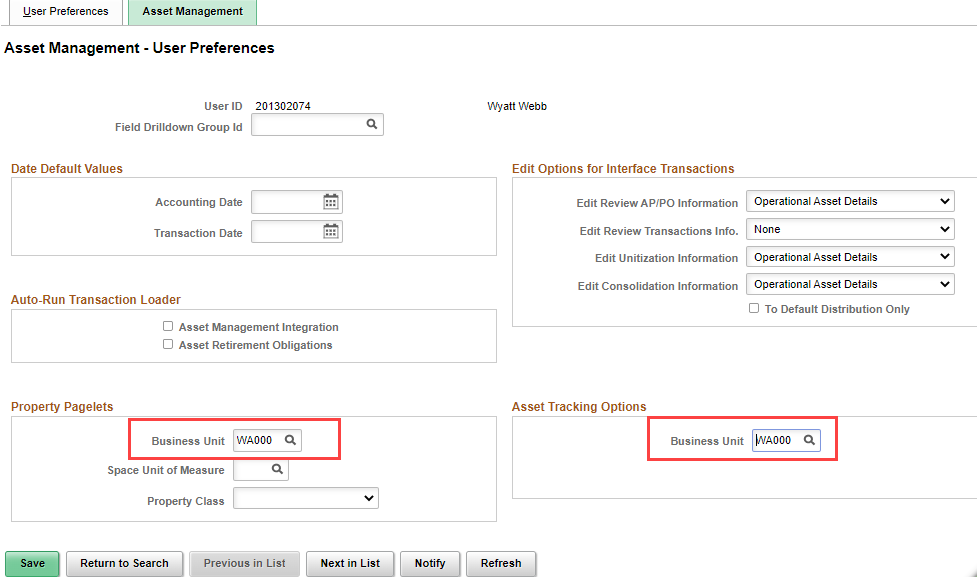 User Preferences
Asset Management
Asset Management - User Preferences
User ID 201302074 Wyatt Webb
Field Drilldown Group Id
Date Default Values
Accounting Date
Transaction Date
Edit Options for Interface Transactions
Edit Review AP/PO Information Operational Asset Details
Edit Review Transactions Info. None
Edit Unitization Information Operational Asset Details
Edit Consolidation Information Operational Asset Details
To Default Distribution Only
Auto-Run Transaction Loader
Asset Management Integration
Asset Retirement Obligations
Property Pagelets
Business Unit WA000
Space Unit of Measure
Property Class
Asset Tracking Options
Business Unit WA000
Save
Return to Search
Previous in List
Next in List
Notify
Refresh